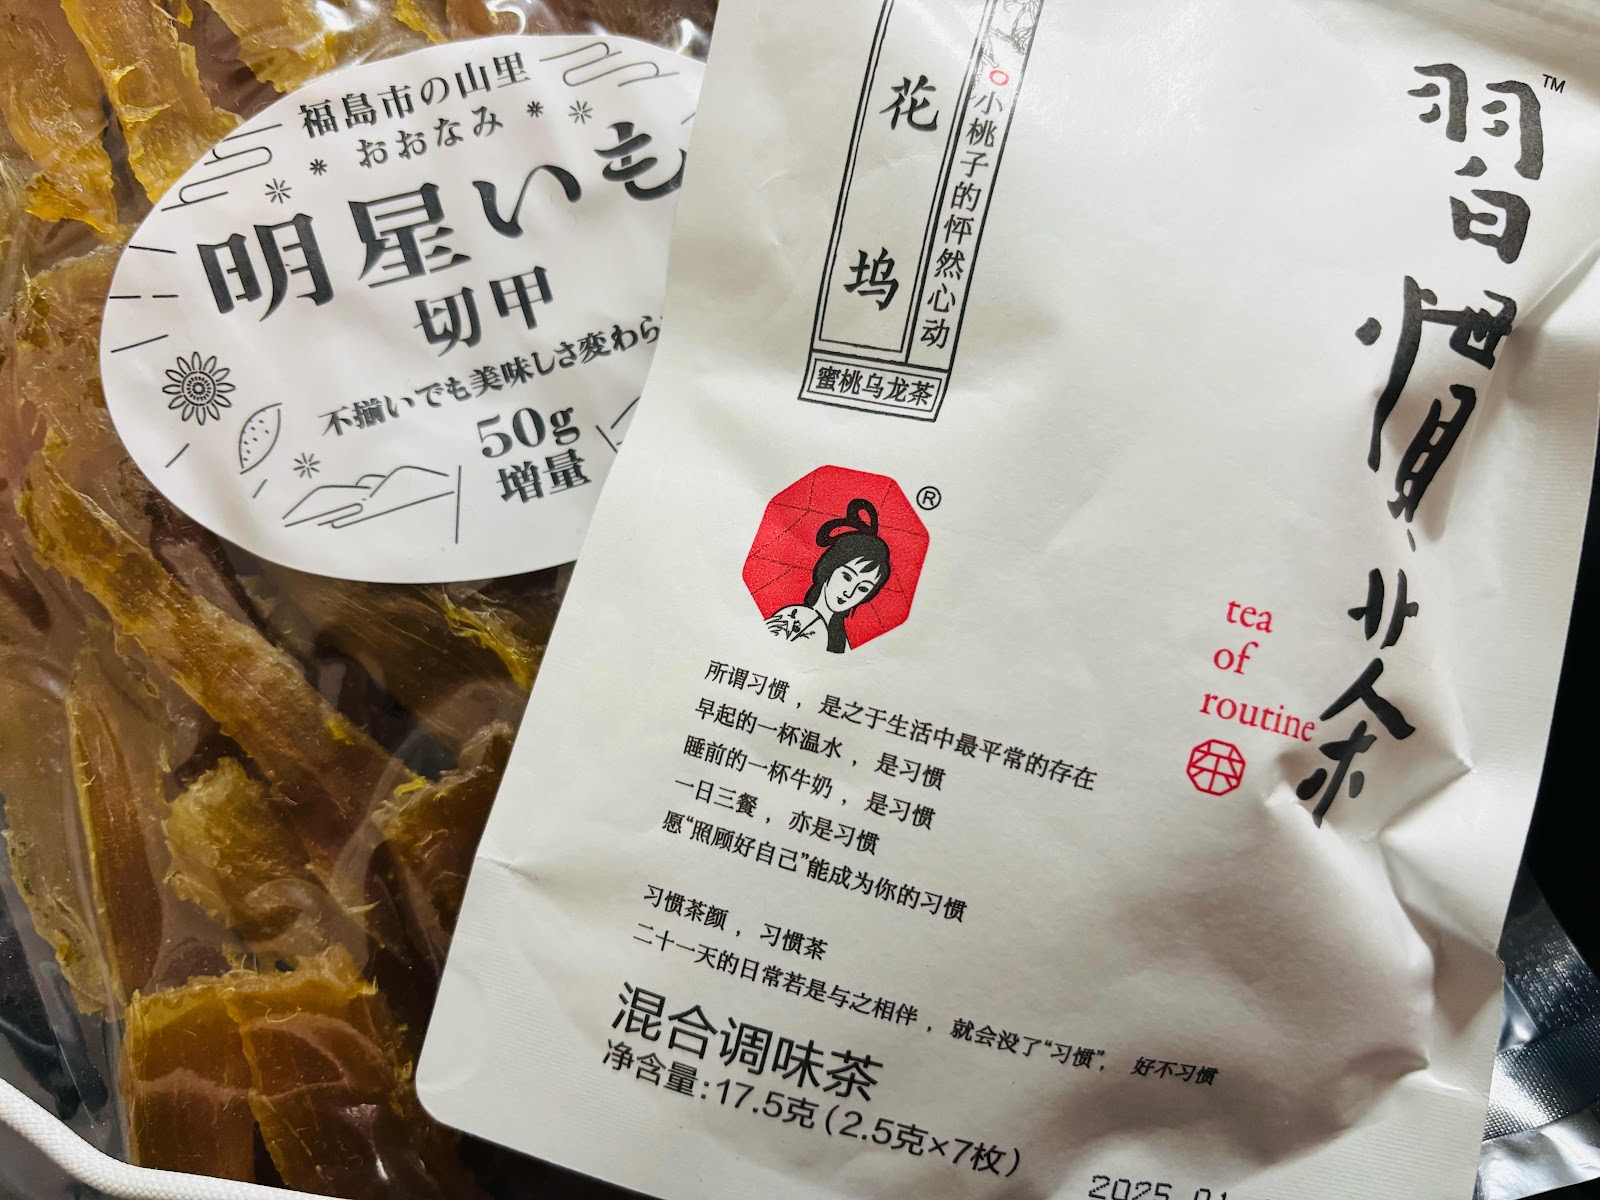 福島市の山里
おおなみ
明星いも
切甲
不揃いでも美味しさ変わら
50g
増量
花
坞
小桃子的怦然心动
蜜桃乌龙茶
®
習慣茶
TM
tea
of
routine
所谓习惯，是之于生活中最平常的存在
早起的一杯温水，是习惯
睡前的一杯牛奶，是习惯
一日三餐，亦是习惯
愿“照顾好自己”能成为你的习惯
习惯茶颜，习惯茶
二十一天的日常若是与之相伴，就会没了“习惯”，好不习惯
混合调味茶
净含量:17.5克(2.5克×7枚)
2025